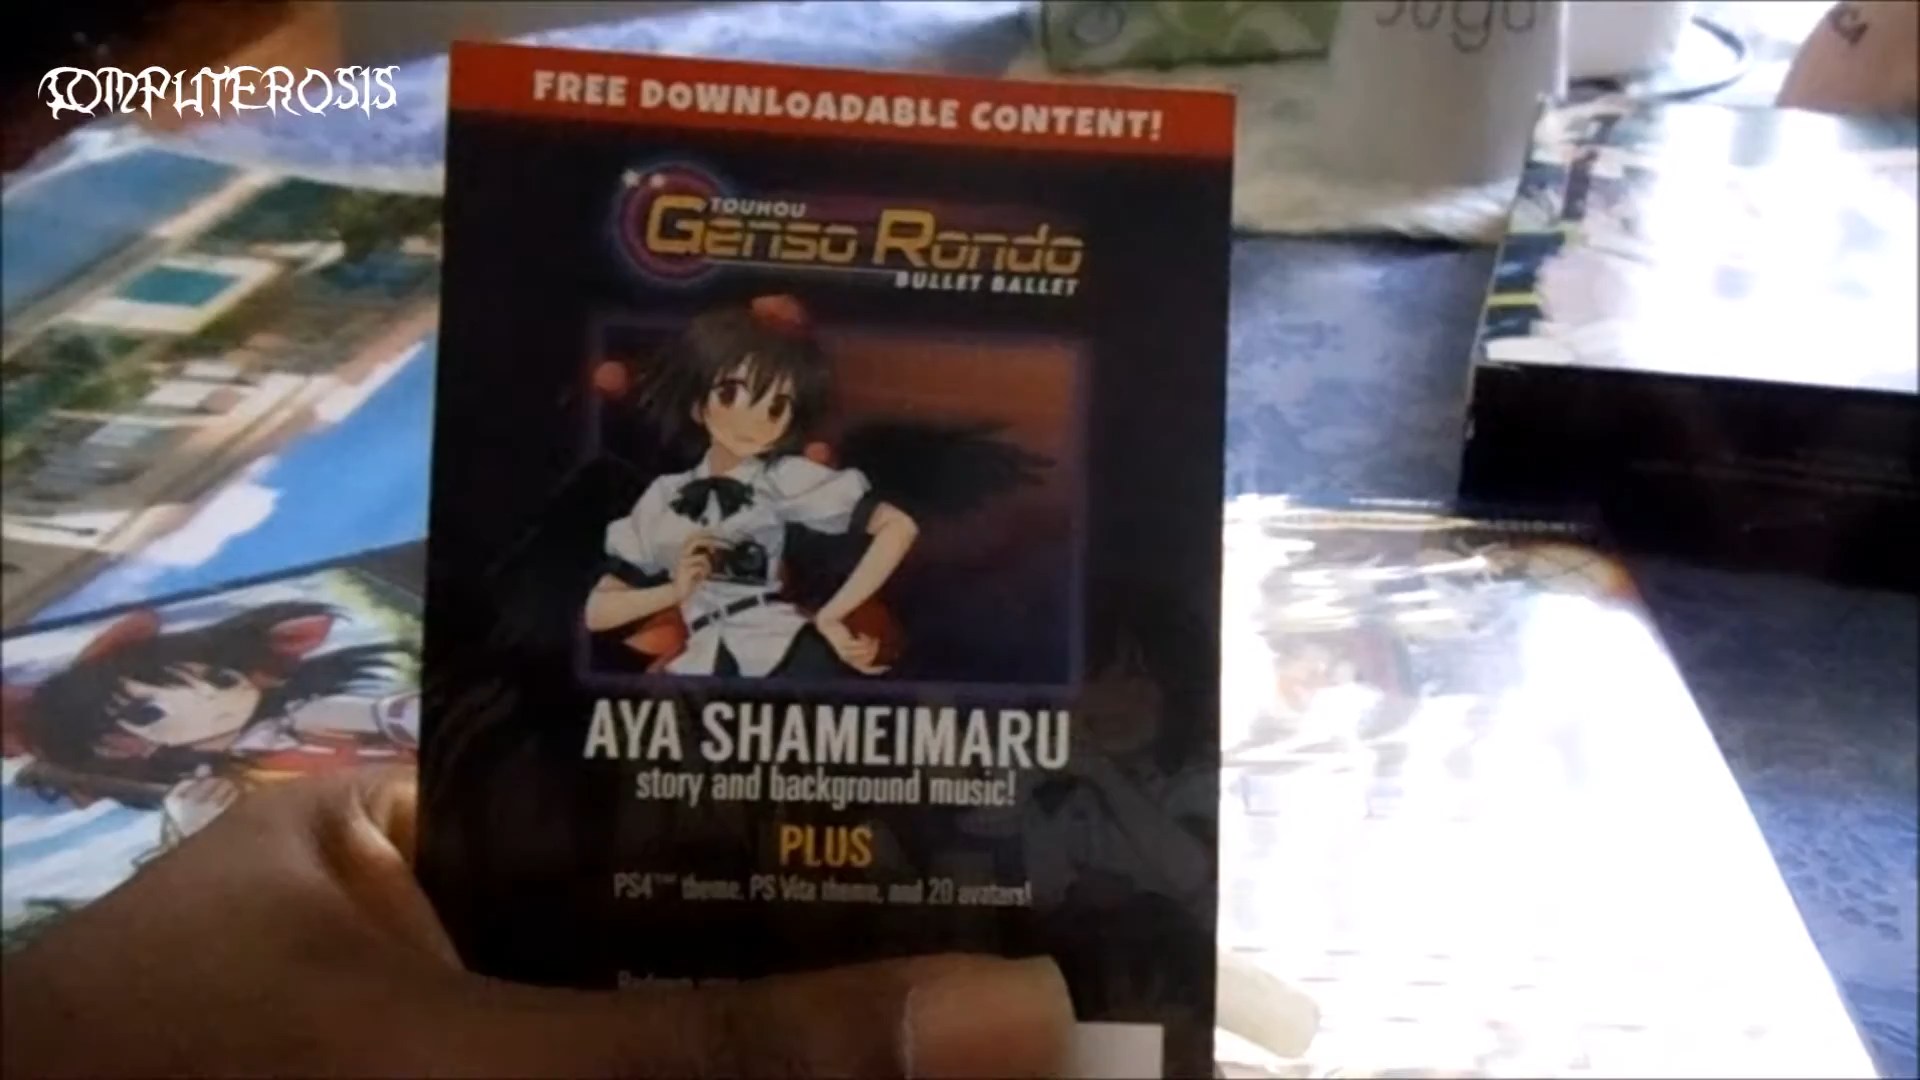 COMPUTEROSIS
FREE DOWNLOADABLE CONTENT!
TOUHOU
Genso Rondo
BULLET BALLET
AYA SHAMEIMARU
story and background music!
PLUS
PS4™ theme, PS Vita theme, and 20 avatars!